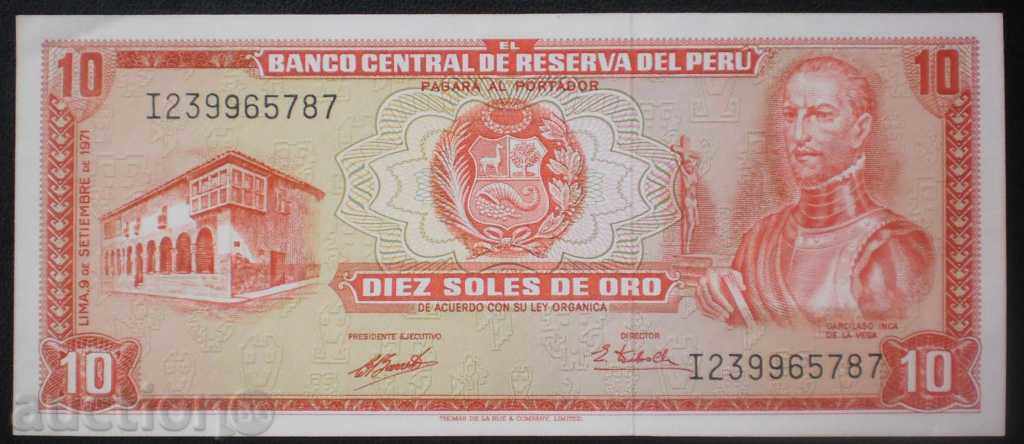 10
EL
BANCO CENTRAL DE RESERVA DEL PERÚ
10
PAGARÁ AL PORTADOR
I239965787
LIMA, 9 DE SETIEMBRE DE 1971
DIEZ SOLES DE ORO
DE ACUERDO CON SU LEY ORGANICA
GARCILASO INCA
DE LA VEGA
PRESIDENTE EJECUTIVO
DIRECTOR
I239965787
10
10
THOMAS DE LA RUE & COMPANY, LIMITED.